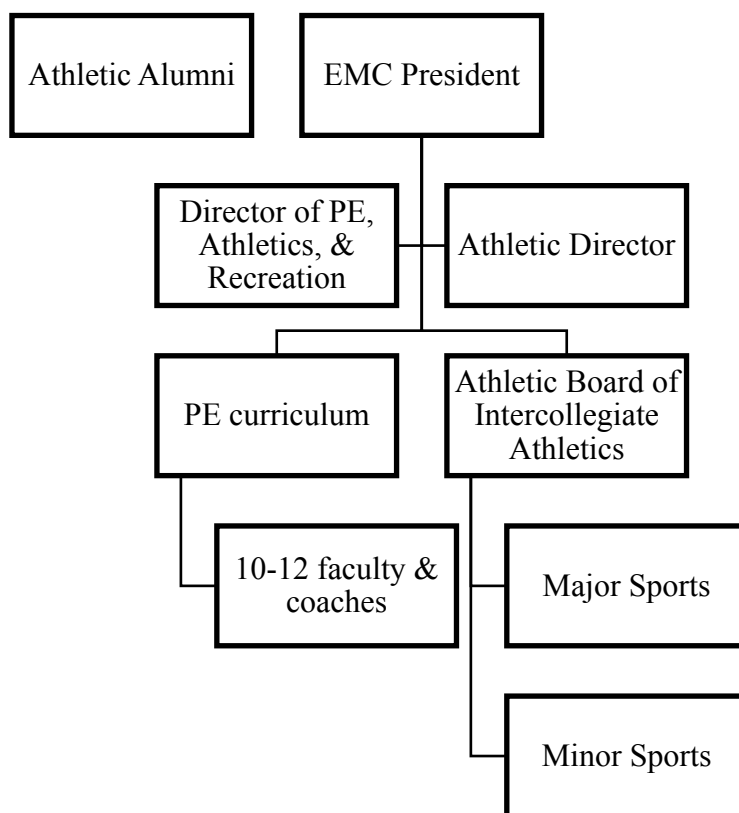 Athletic Alumni
EMC President
Director of PE,
Athletics, &
Recreation
Athletic Director
PE curriculum
Athletic Board of
Intercollegiate
Athletics
10-12 faculty &
coaches
Major Sports
Minor Sports